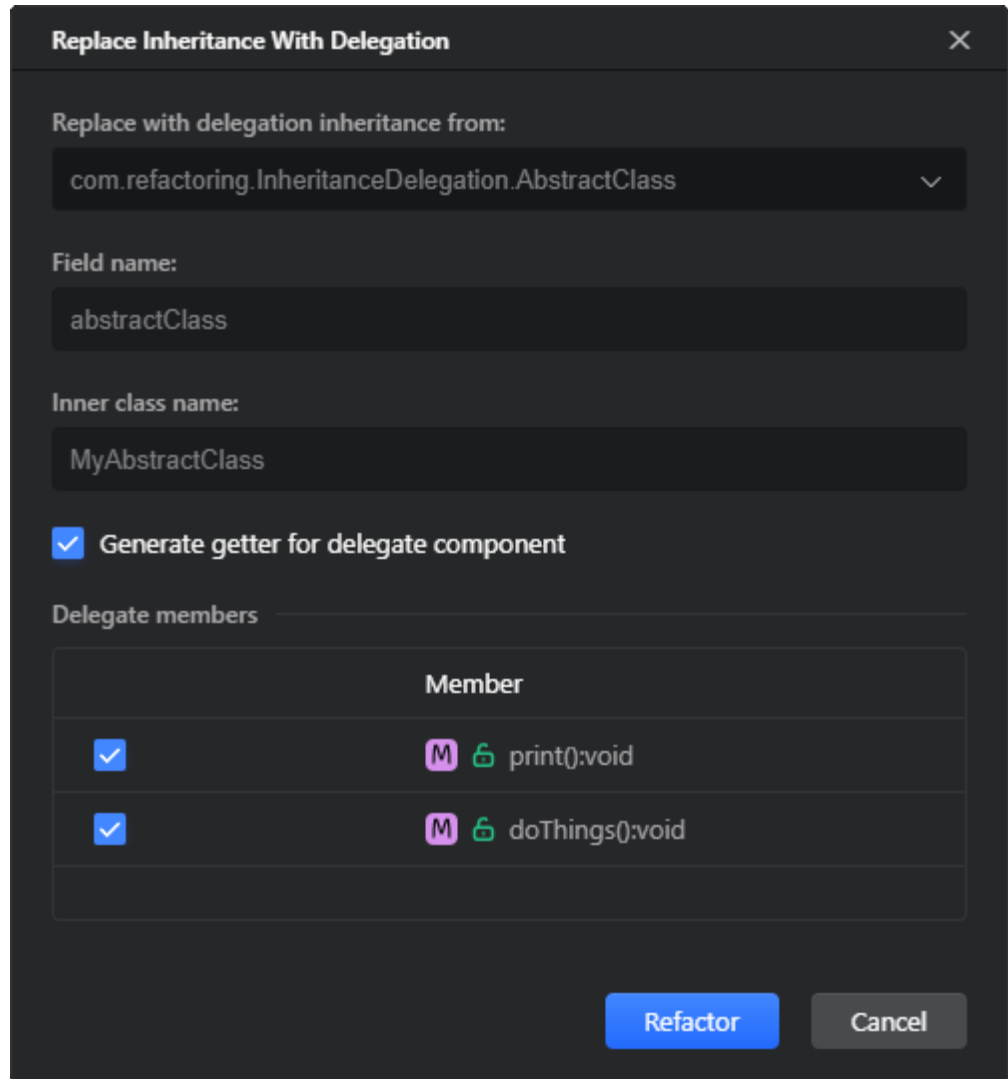 Replace Inheritance With Delegation
Replace with delegation inheritance from:
com.refactoring.InheritanceDelegation.AbstractClass
Field name:
abstractClass
Inner class name:
MyAbstractClass
Generate getter for delegate component
Delegate members
Member
M print():void
M doThings():void
Refactor Cancel